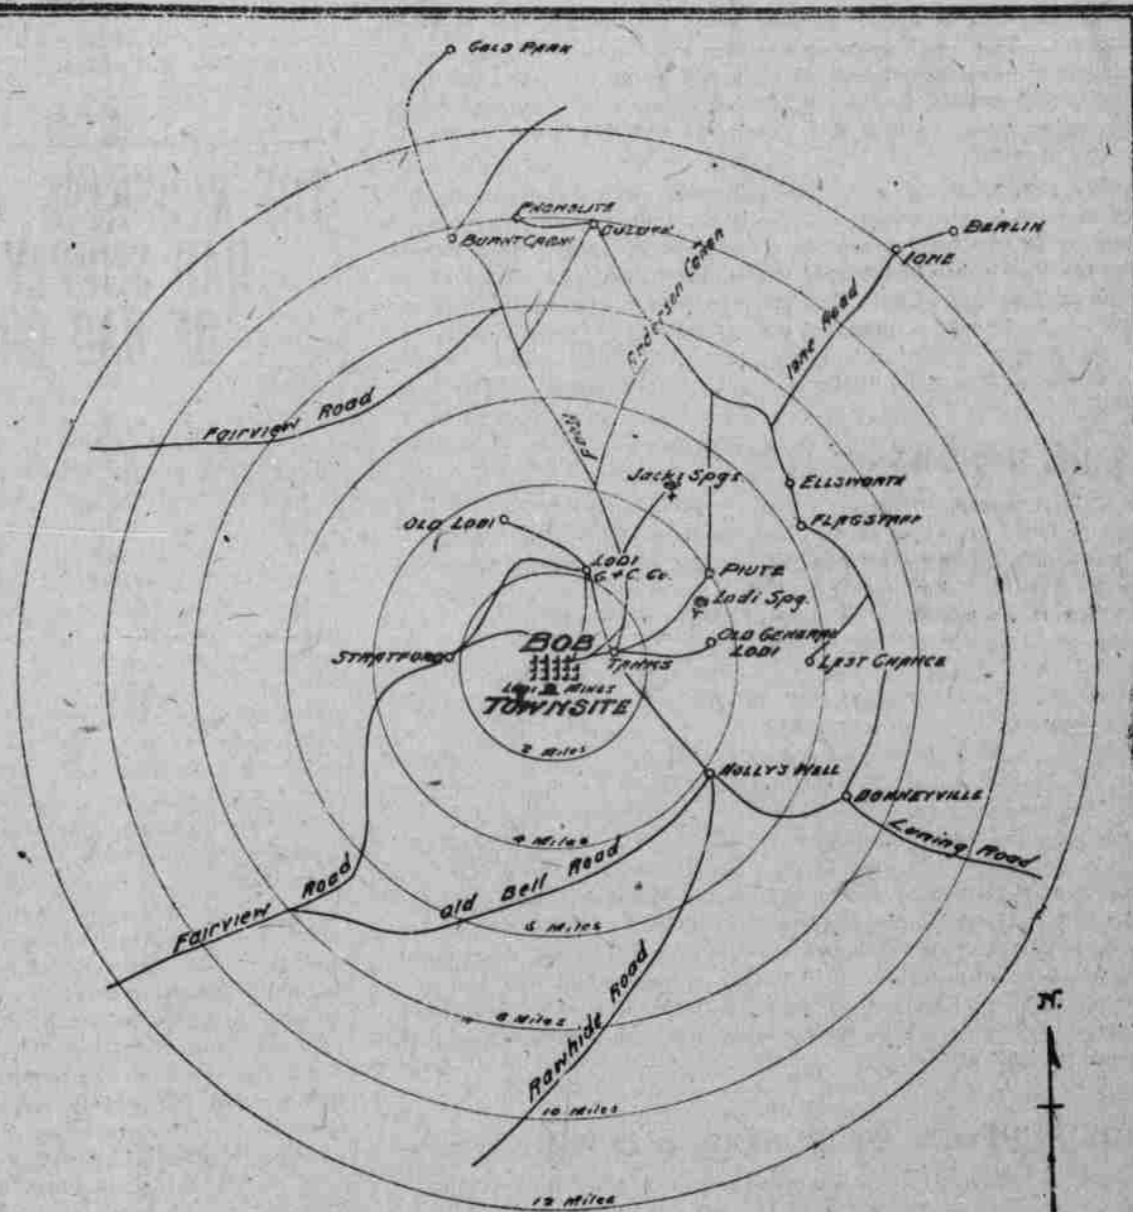 GOLD PARK
PHONOLITE
BURNT CABIN
BERLIN
IONE
Anderson Canon
Ione Road
Fairview Road
Road
Jacks Spgs
ELLSWORTH
FLAGSTAFF
OLD LODI
LODI
G. & C. Co.
PIUTE
Lodi Spg.
OLD GENERAL
LODI
BOB
STRATFORD
TANKS
LAST CHANCE
MINES
TOWNSITE
2 Miles
HOLLYS WELL
BONNEYVILLE
Luning Road
4 Miles
Old Bell Road
Fairview Road
6 Miles
Rawhide Road
8 Miles
10 Miles
12 Miles
N.